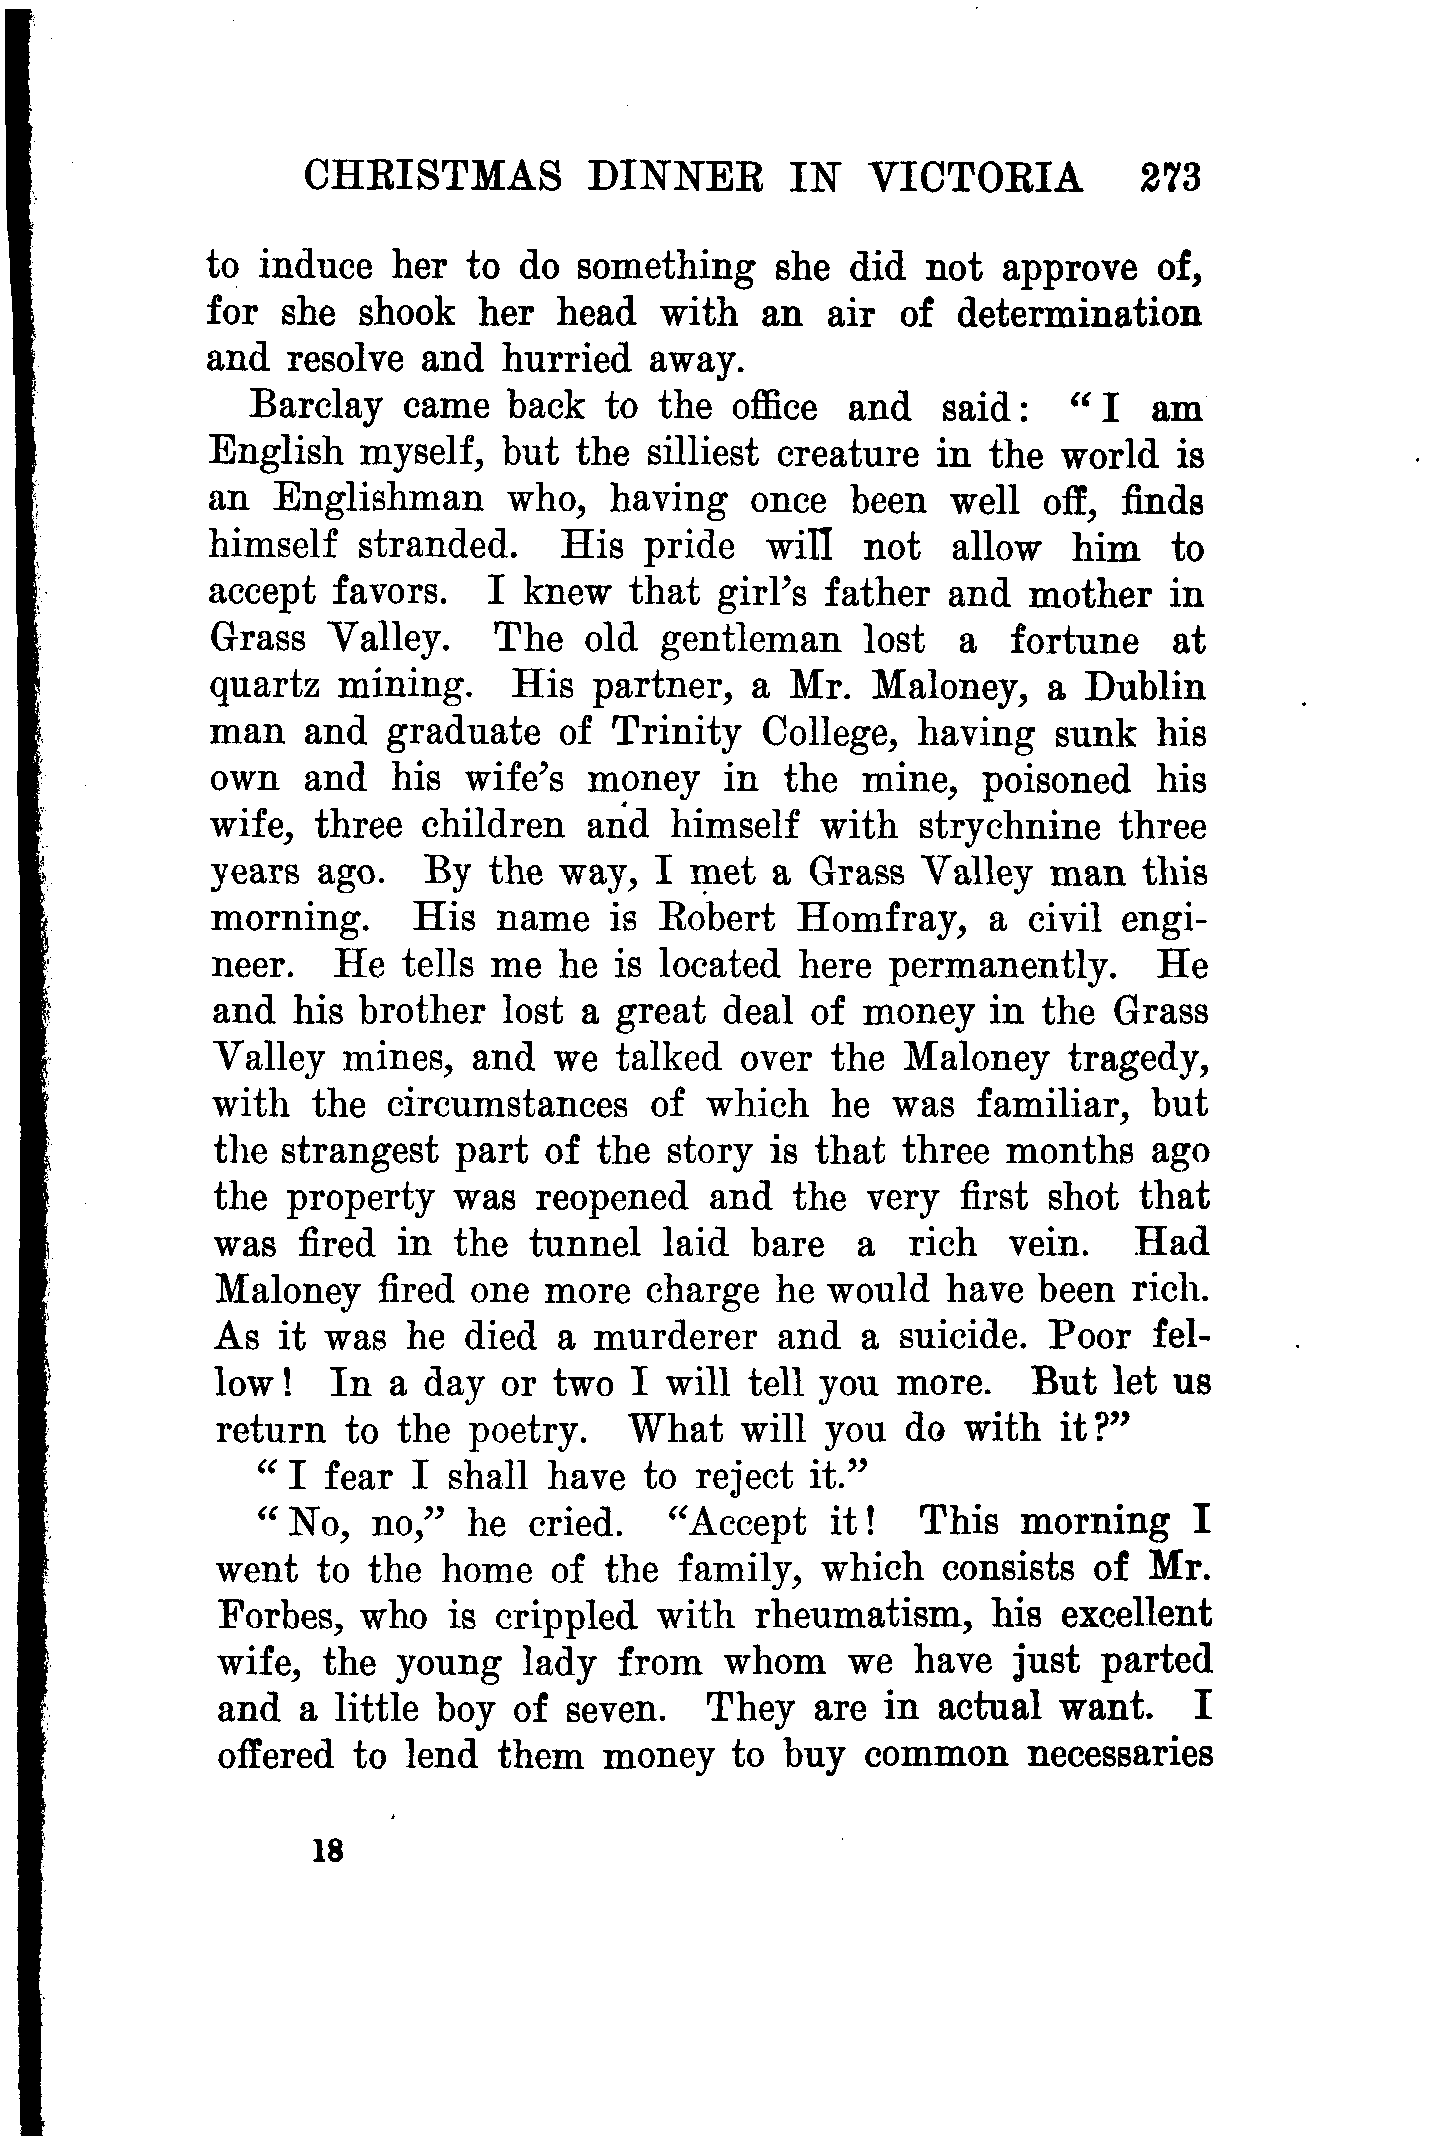 CHRISTMAS DINNER IN VICTORIA 273
to induce her to do something she did not approve of,
for she shook her head with an air of determination
and resolve and hurried away.
Barclay came back to the office and said: “I am
English myself, but the silliest creature in the world is
an Englishman who, having once been well off, finds
himself stranded. His pride will not allow him to
accept favors. I knew that girl’s father and mother in
Grass Valley. The old gentleman lost a fortune at
quartz mining. His partner, a Mr. Maloney, a Dublin
man and graduate of Trinity College, having sunk his
own and his wife’s money in the mine, poisoned his
wife, three children and himself with strychnine three
years ago. By the way, I met a Grass Valley man this
morning. His name is Robert Homfray, a civil engi-
neer. He tells me he is located here permanently. He
and his brother lost a great deal of money in the Grass
Valley mines, and we talked over the Maloney tragedy,
with the circumstances of which he was familiar, but
the strangest part of the story is that three months ago
the property was reopened and the very first shot that
was fired in the tunnel laid bare a rich vein. Had
Maloney fired one more charge he would have been rich.
As it was he died a murderer and a suicide. Poor fel-
low! In a day or two I will tell you more. But let us
return to the poetry. What will you do with it?”
“I fear I shall have to reject it.”
“No, no,” he cried. “Accept it! This morning I
went to the home of the family, which consists of Mr.
Forbes, who is crippled with rheumatism, his excellent
wife, the young lady from whom we have just parted
and a little boy of seven. They are in actual want. I
offered to lend them money to buy common necessaries
18